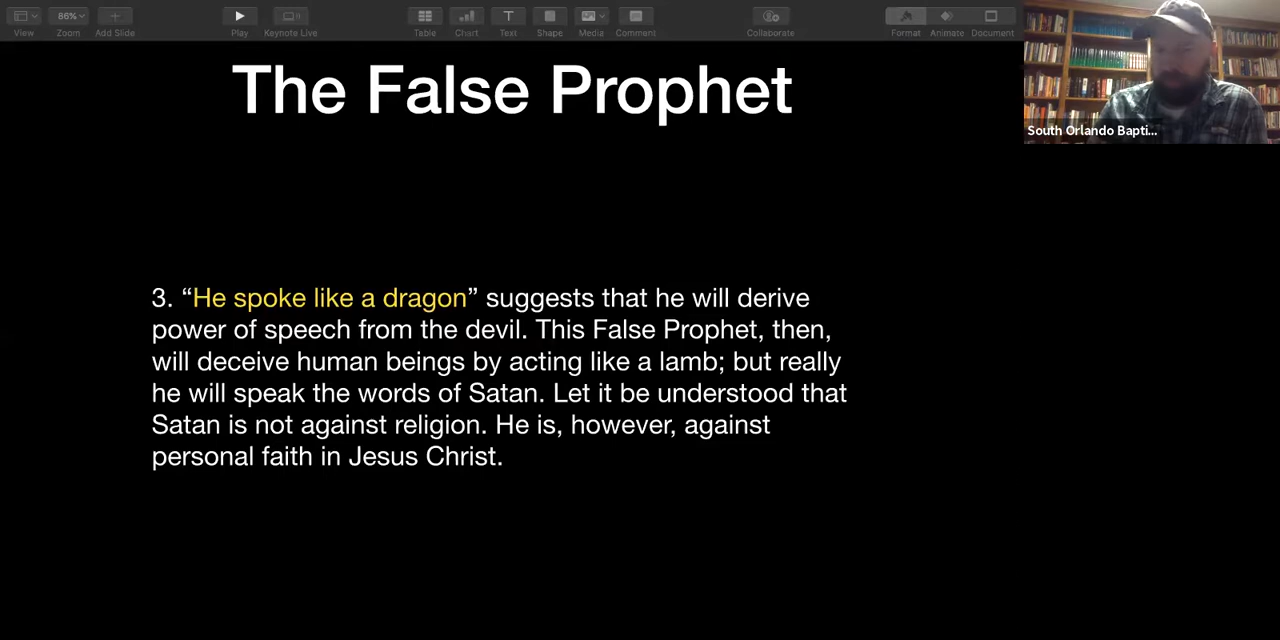 86%
View Zoom Add Slide Play Keynote Live Table Chart Text Shape Media Comment Collaborate Format Animate Document
The False Prophet
South Orlando Bapti...
3. “He spoke like a dragon” suggests that he will derive
power of speech from the devil. This False Prophet, then,
will deceive human beings by acting like a lamb; but really
he will speak the words of Satan. Let it be understood that
Satan is not against religion. He is, however, against
personal faith in Jesus Christ.